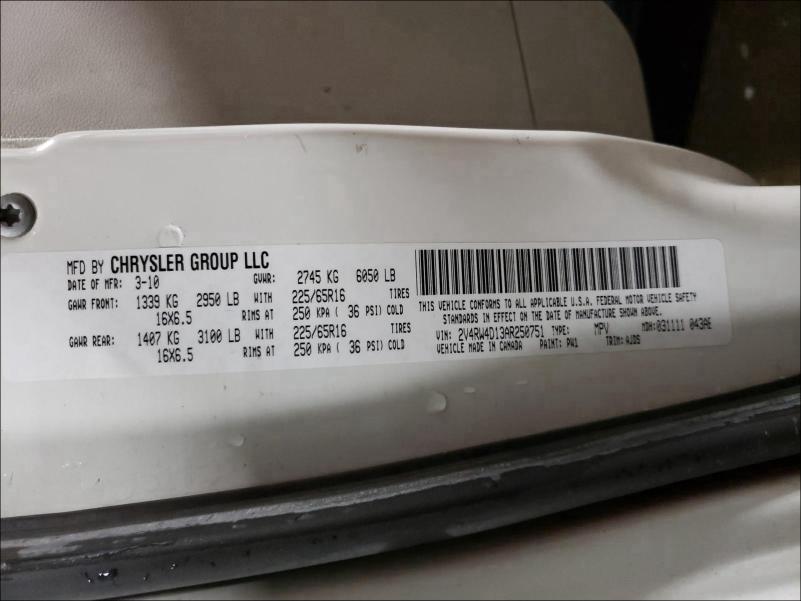 MFD BY CHRYSLER GROUP LLC
DATE OF MFR: 3-10 GVWR: 2745 KG 6050 LB
GAWR FRONT: 1339 KG 2950 LB WITH 225/65R16 TIRES
16X6.5 RIMS AT 250 KPA ( 36 PSI) COLD
GAWR REAR: 1407 KG 3100 LB WITH 225/65R16 TIRES
16X6.5 RIMS AT 250 KPA ( 36 PSI) COLD
THIS VEHICLE CONFORMS TO ALL APPLICABLE U.S.A. FEDERAL MOTOR VEHICLE SAFETY
STANDARDS IN EFFECT ON THE DATE OF MANUFACTURE SHOWN ABOVE.
VIN: 2V4RW4D13AR250751 TYPE: MPV MDH: 031111 043AE
VEHICLE MADE IN CANADA PAINT: PW1 TRIM: AJDS